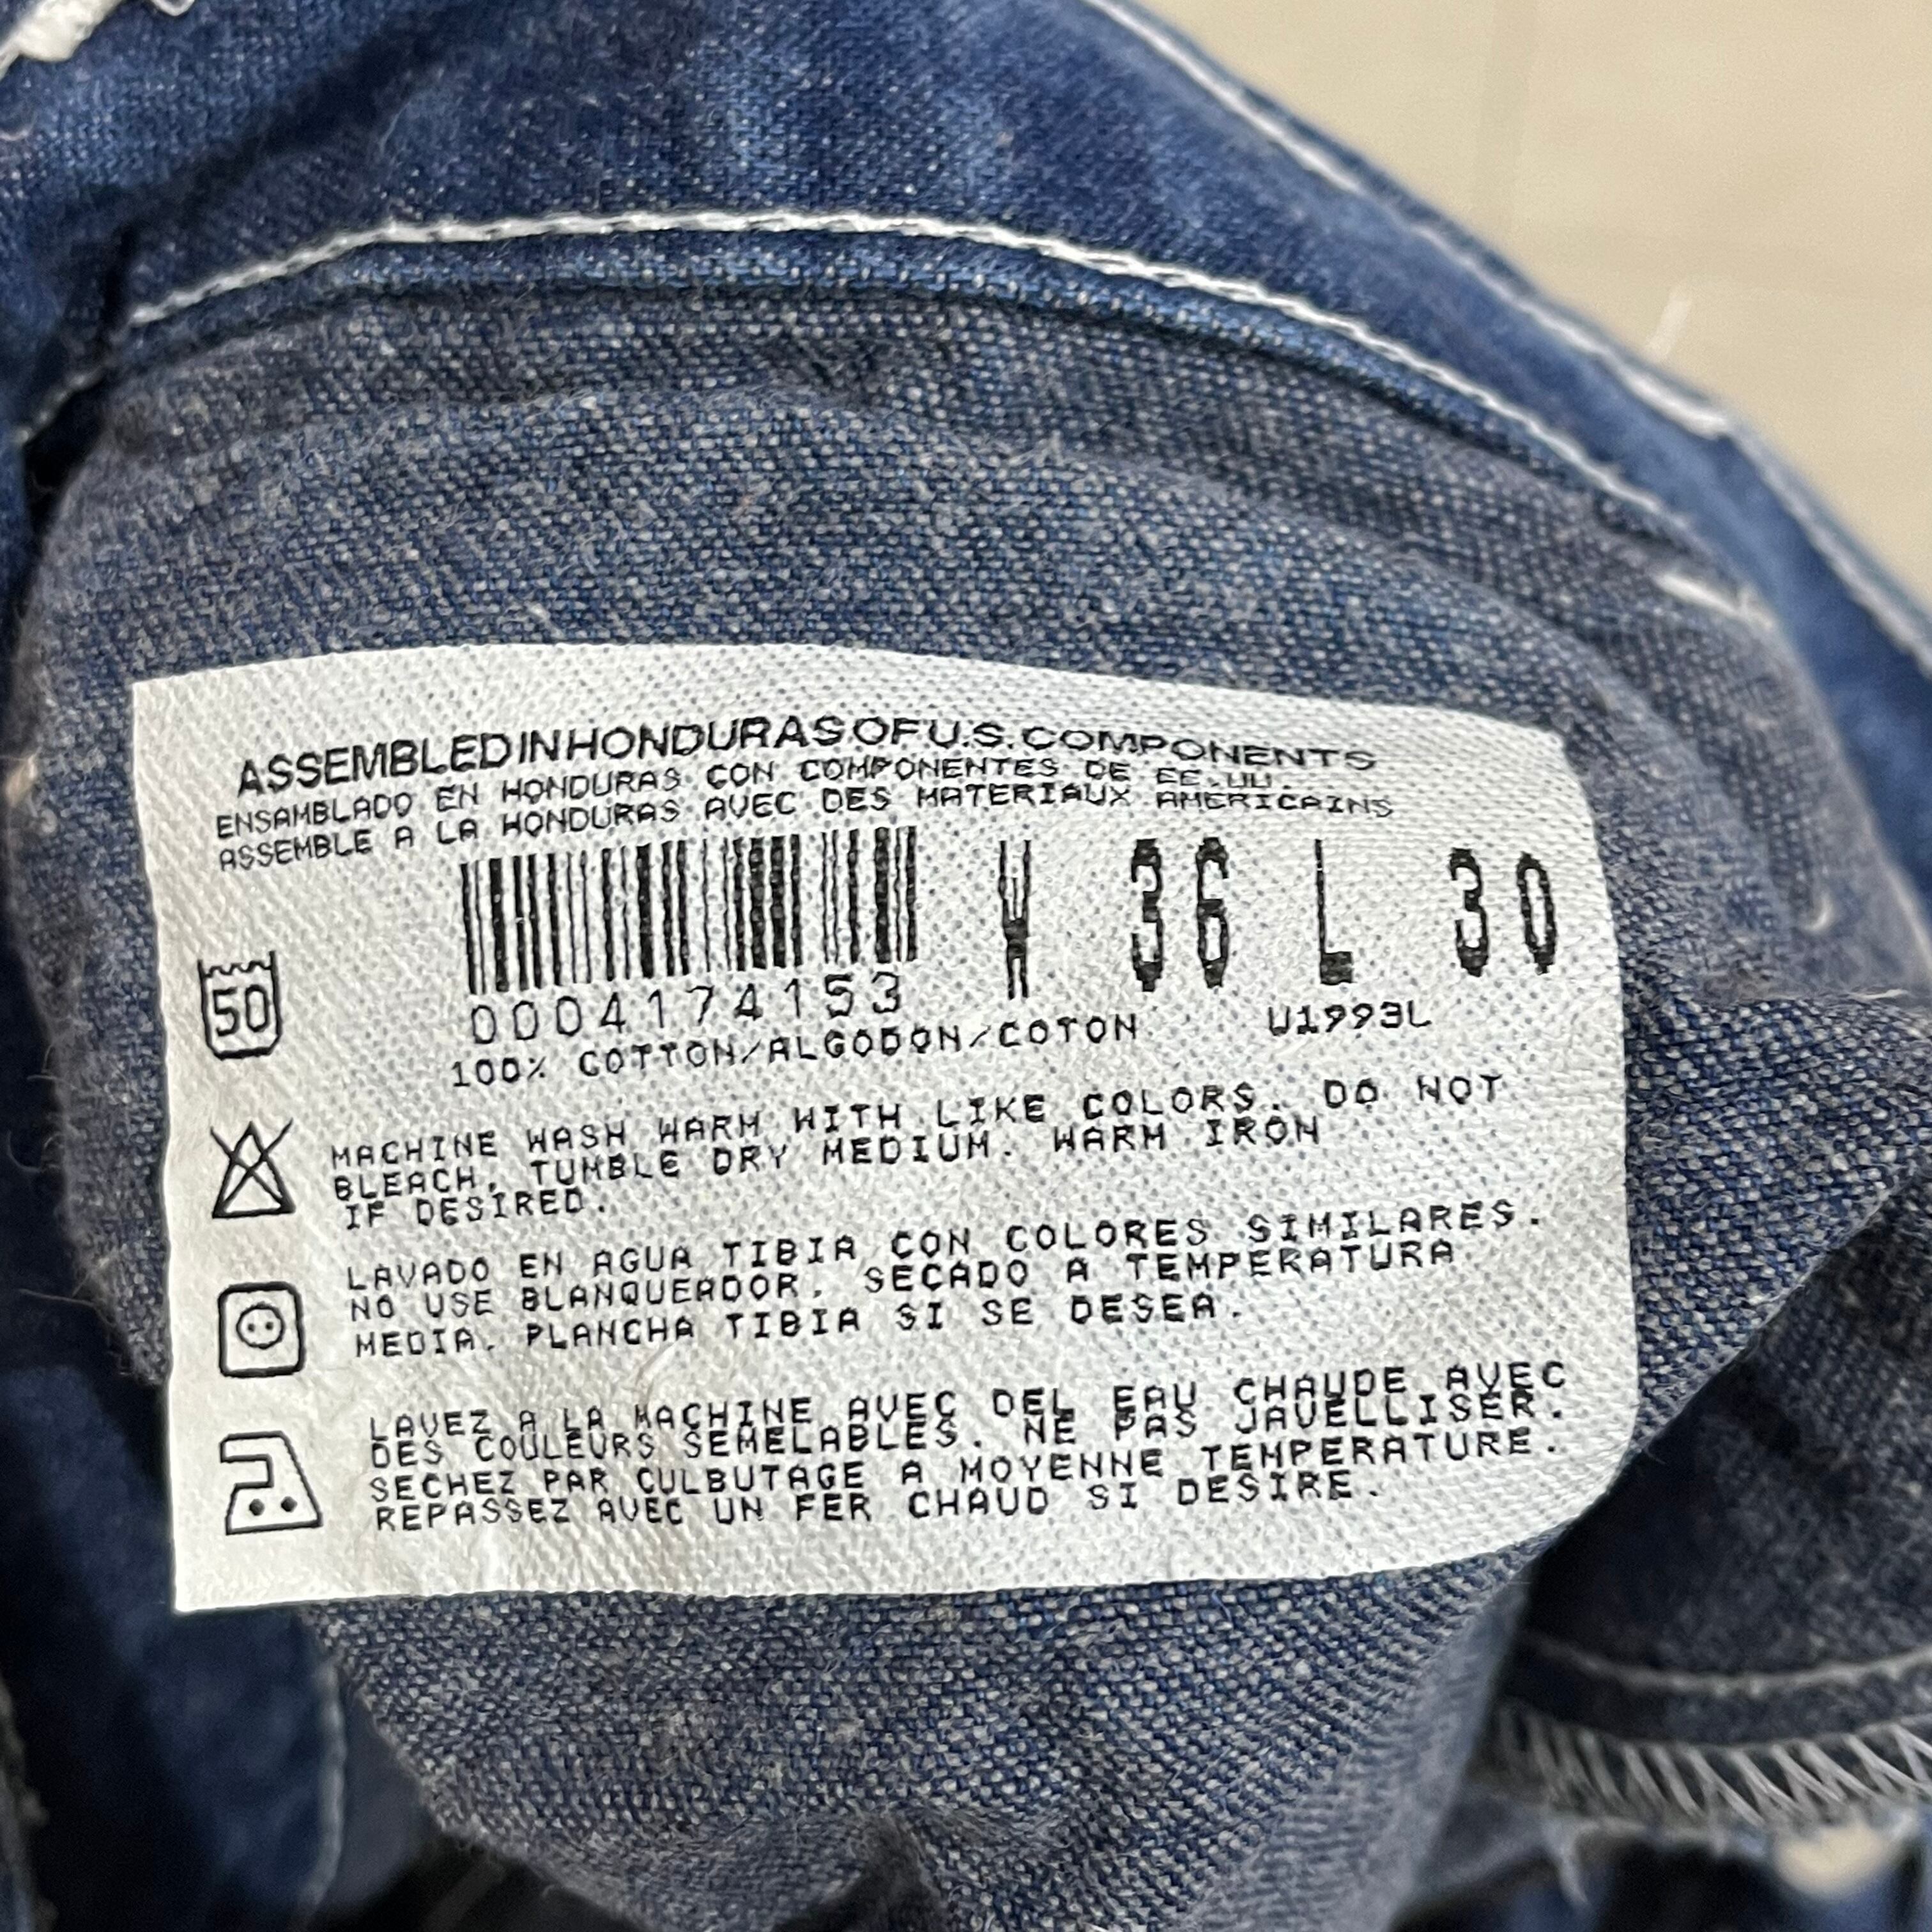 ASSEMBLED IN HONDURAS OF U.S. COMPONENTS
ENSAMBLADO EN HONDURAS CON COMPONENTES DE EE.UU.
ASSEMBLE A LA HONDURAS AVEC DES MATERIAUX AMERICAINS
W 36 L 30
0004174153
U1993L
100% COTTON/ALGODON/COTON
50
MACHINE WASH WARM WITH LIKE COLORS. DO NOT
BLEACH. TUMBLE DRY MEDIUM. WARM IRON
IF DESIRED.
LAVADO EN AGUA TIBIA CON COLORES SIMILARES.
NO USE BLANQUEADOR. SECADO A TEMPERATURA
MEDIA. PLANCHA TIBIA SI SE DESEA.
LAVEZ A LA MACHINE AVEC DEL EAU CHAUDE AVEC
DES COULEURS SEMELABLES. NE PAS JAVELLISER.
SECHEZ PAR CULBUTAGE A MOYENNE TEMPERATURE.
REPASSEZ AVEC UN FER CHAUD SI DESIRE.